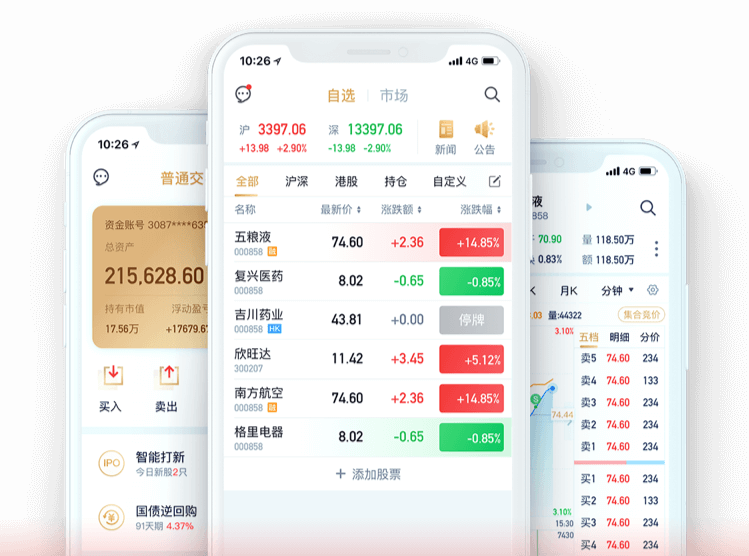 10:26
普通交
资金账号 3087****63
总资产
215,628.60
持有市值 浮动盈亏
17.56万 +17679.6
买入 卖出
IPO 智能打新
今日新股2只
国债逆回购
91天期 4.37%
10:26 4G
自选 市场
沪 3397.06 深 13397.06
+13.98 +2.90% -13.98 -2.90%
新闻 公告
全部 沪深 港股 持仓 自定义
名称 最新价 涨跌额 涨跌幅
五粮液 74.60 +2.36 +14.85%
000858 融
复兴医药 8.02 -0.65 -0.85%
000858
吉川药业 43.81 +0.00 停牌
000858 HK
欣旺达 11.42 +3.45 +5.12%
300207
南方航空 74.60 +2.36 +14.85%
000858 融
格里电器 8.02 -0.65 -0.85%
000858
+ 添加股票
4G
液
858
70.90 量 118.50万
0.83% 额 118.50万
K 月K 分钟
.03 量:44322 集合竞价
3.10%
五档 明细 分价
卖5 74.60 234
卖4 74.60 133
卖3 74.60 234
卖2 74.60 234
卖1 74.60 234
74.44
买1 74.60 234
买2 74.60 133
买3 74.60 234
买4 74.60 234
3.10%
15.30
7430